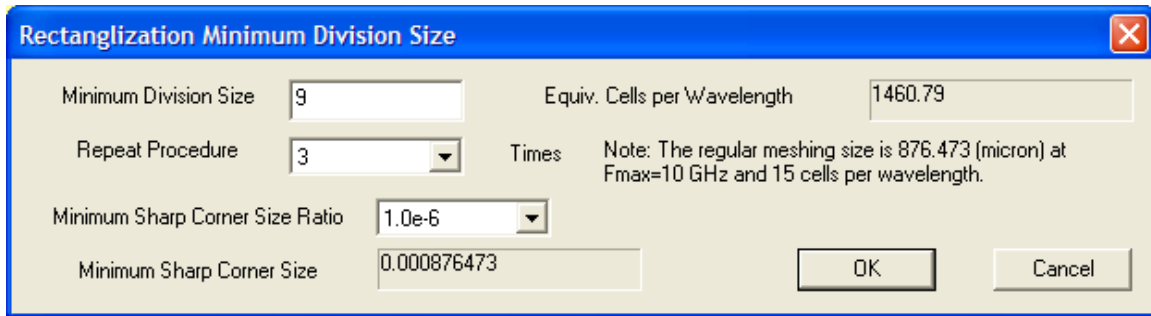 Rectanglization Minimum Division Size
Minimum Division Size 9 Equiv. Cells per Wavelength 1460.79
Repeat Procedure 3 Times Note: The regular meshing size is 876.473 (micron) at
Fmax=10 GHz and 15 cells per wavelength.
Minimum Sharp Corner Size Ratio 1.0e-6
Minimum Sharp Corner Size 0.000876473 OK Cancel